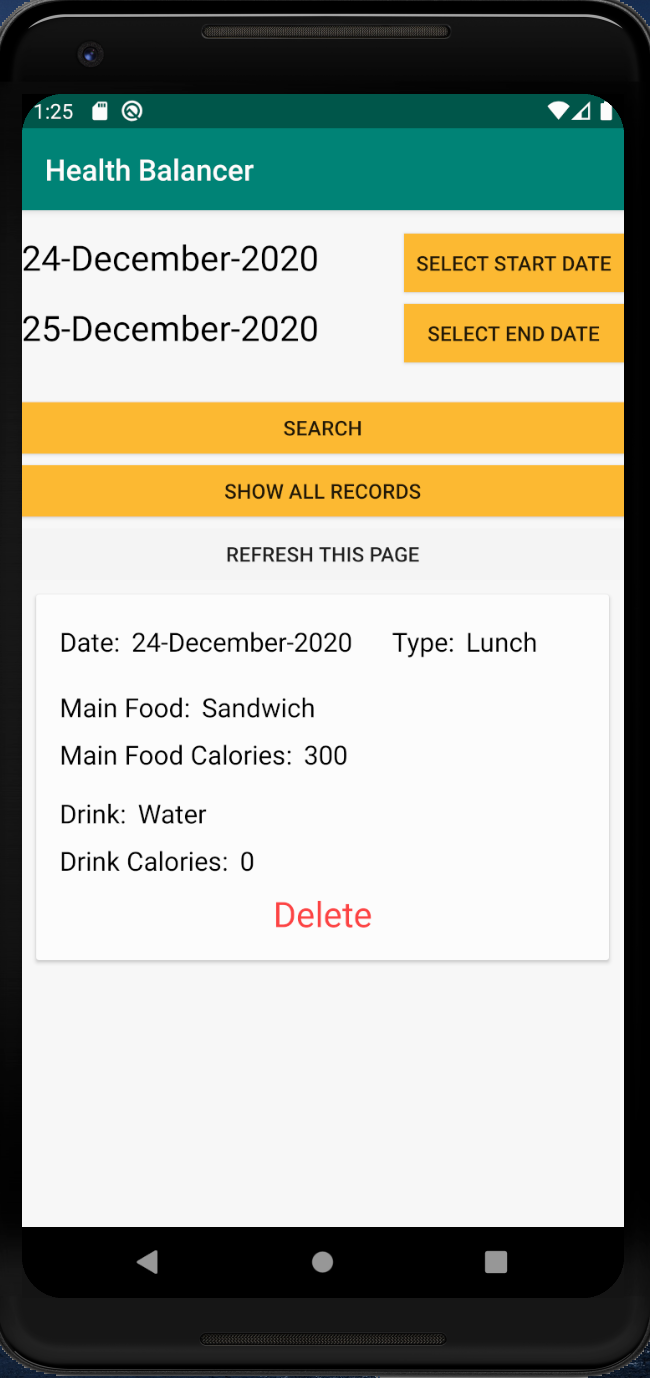 1:25
Health Balancer
24-December-2020 SELECT START DATE
25-December-2020 SELECT END DATE
SEARCH
SHOW ALL RECORDS
REFRESH THIS PAGE
Date: 24-December-2020 Type: Lunch
Main Food: Sandwich
Main Food Calories: 300
Drink: Water
Drink Calories: 0
Delete